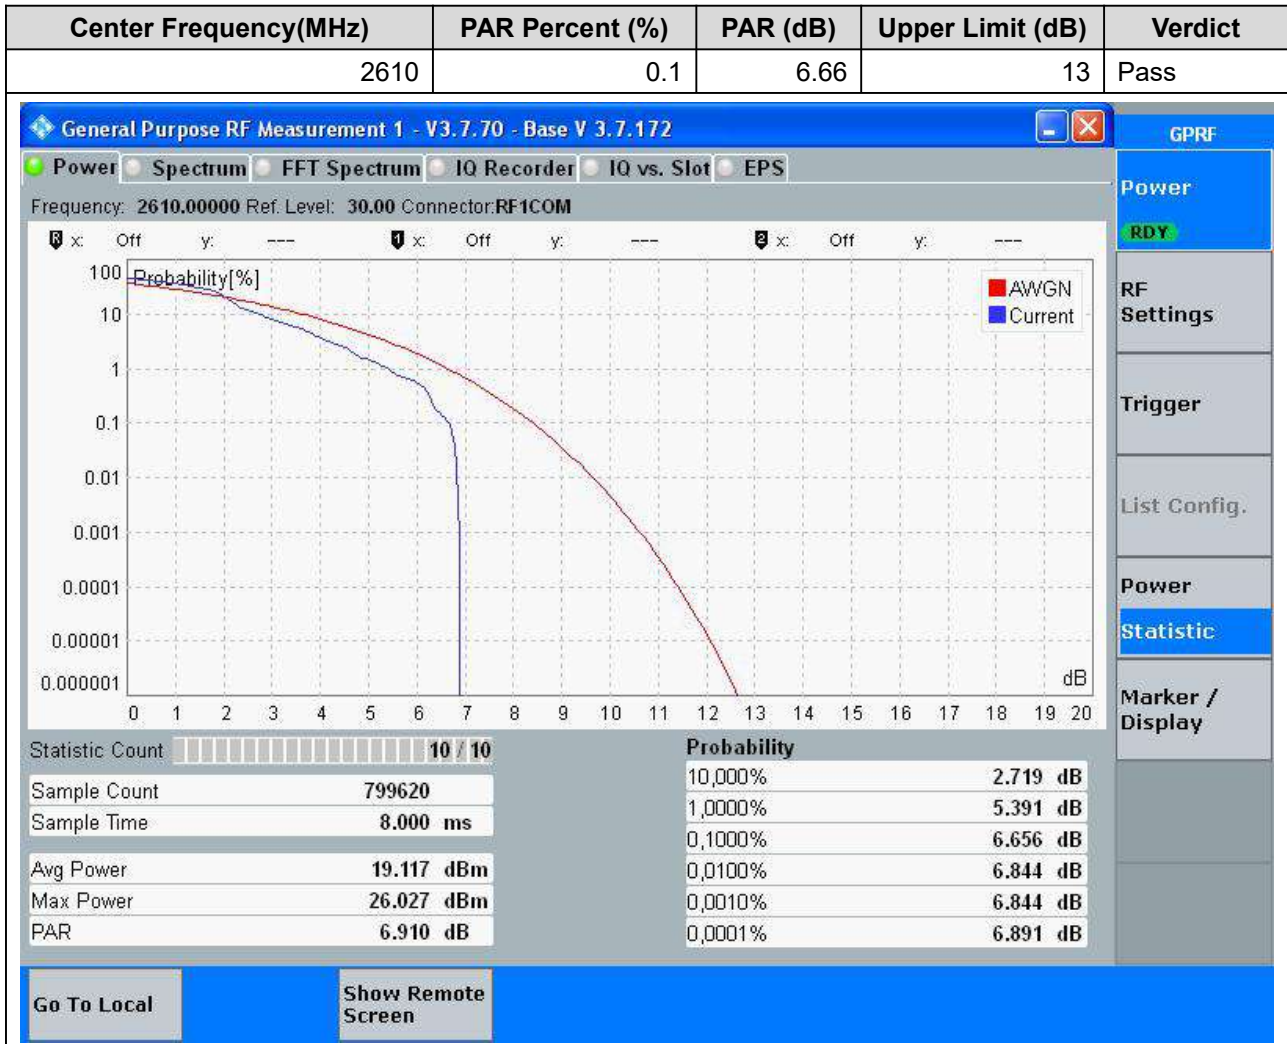 Center Frequency(MHz) PAR Percent (%) PAR (dB) Upper Limit (dB) Verdict
2610 0.1 6.66 13 Pass
General Purpose RF Measurement 1 - V3.7.70 - Base V 3.7.172
GPRF
Power Spectrum FFT Spectrum IQ Recorder IQ vs. Slot EPS
Power
RDY
Frequency: 2610.00000 Ref. Level: 30.00 Connector:RF1COM
R x: Off y: --- 1 x: Off y: --- 2 x: Off y: ---
Probability[%]
AWGN
Current
100
10
1
0.1
0.01
0.001
0.0001
0.00001
0.000001
dB
0 1 2 3 4 5 6 7 8 9 10 11 12 13 14 15 16 17 18 19 20
RF
Settings
Trigger
List Config.
Power
Statistic
Marker /
Display
Statistic Count 10 / 10
Sample Count 799620
Sample Time 8.000 ms
Avg Power 19.117 dBm
Max Power 26.027 dBm
PAR 6.910 dB
Probability
10,000% 2.719 dB
1,0000% 5.391 dB
0,1000% 6.656 dB
0,0100% 6.844 dB
0,0010% 6.844 dB
0,0001% 6.891 dB
Go To Local
Show Remote
Screen